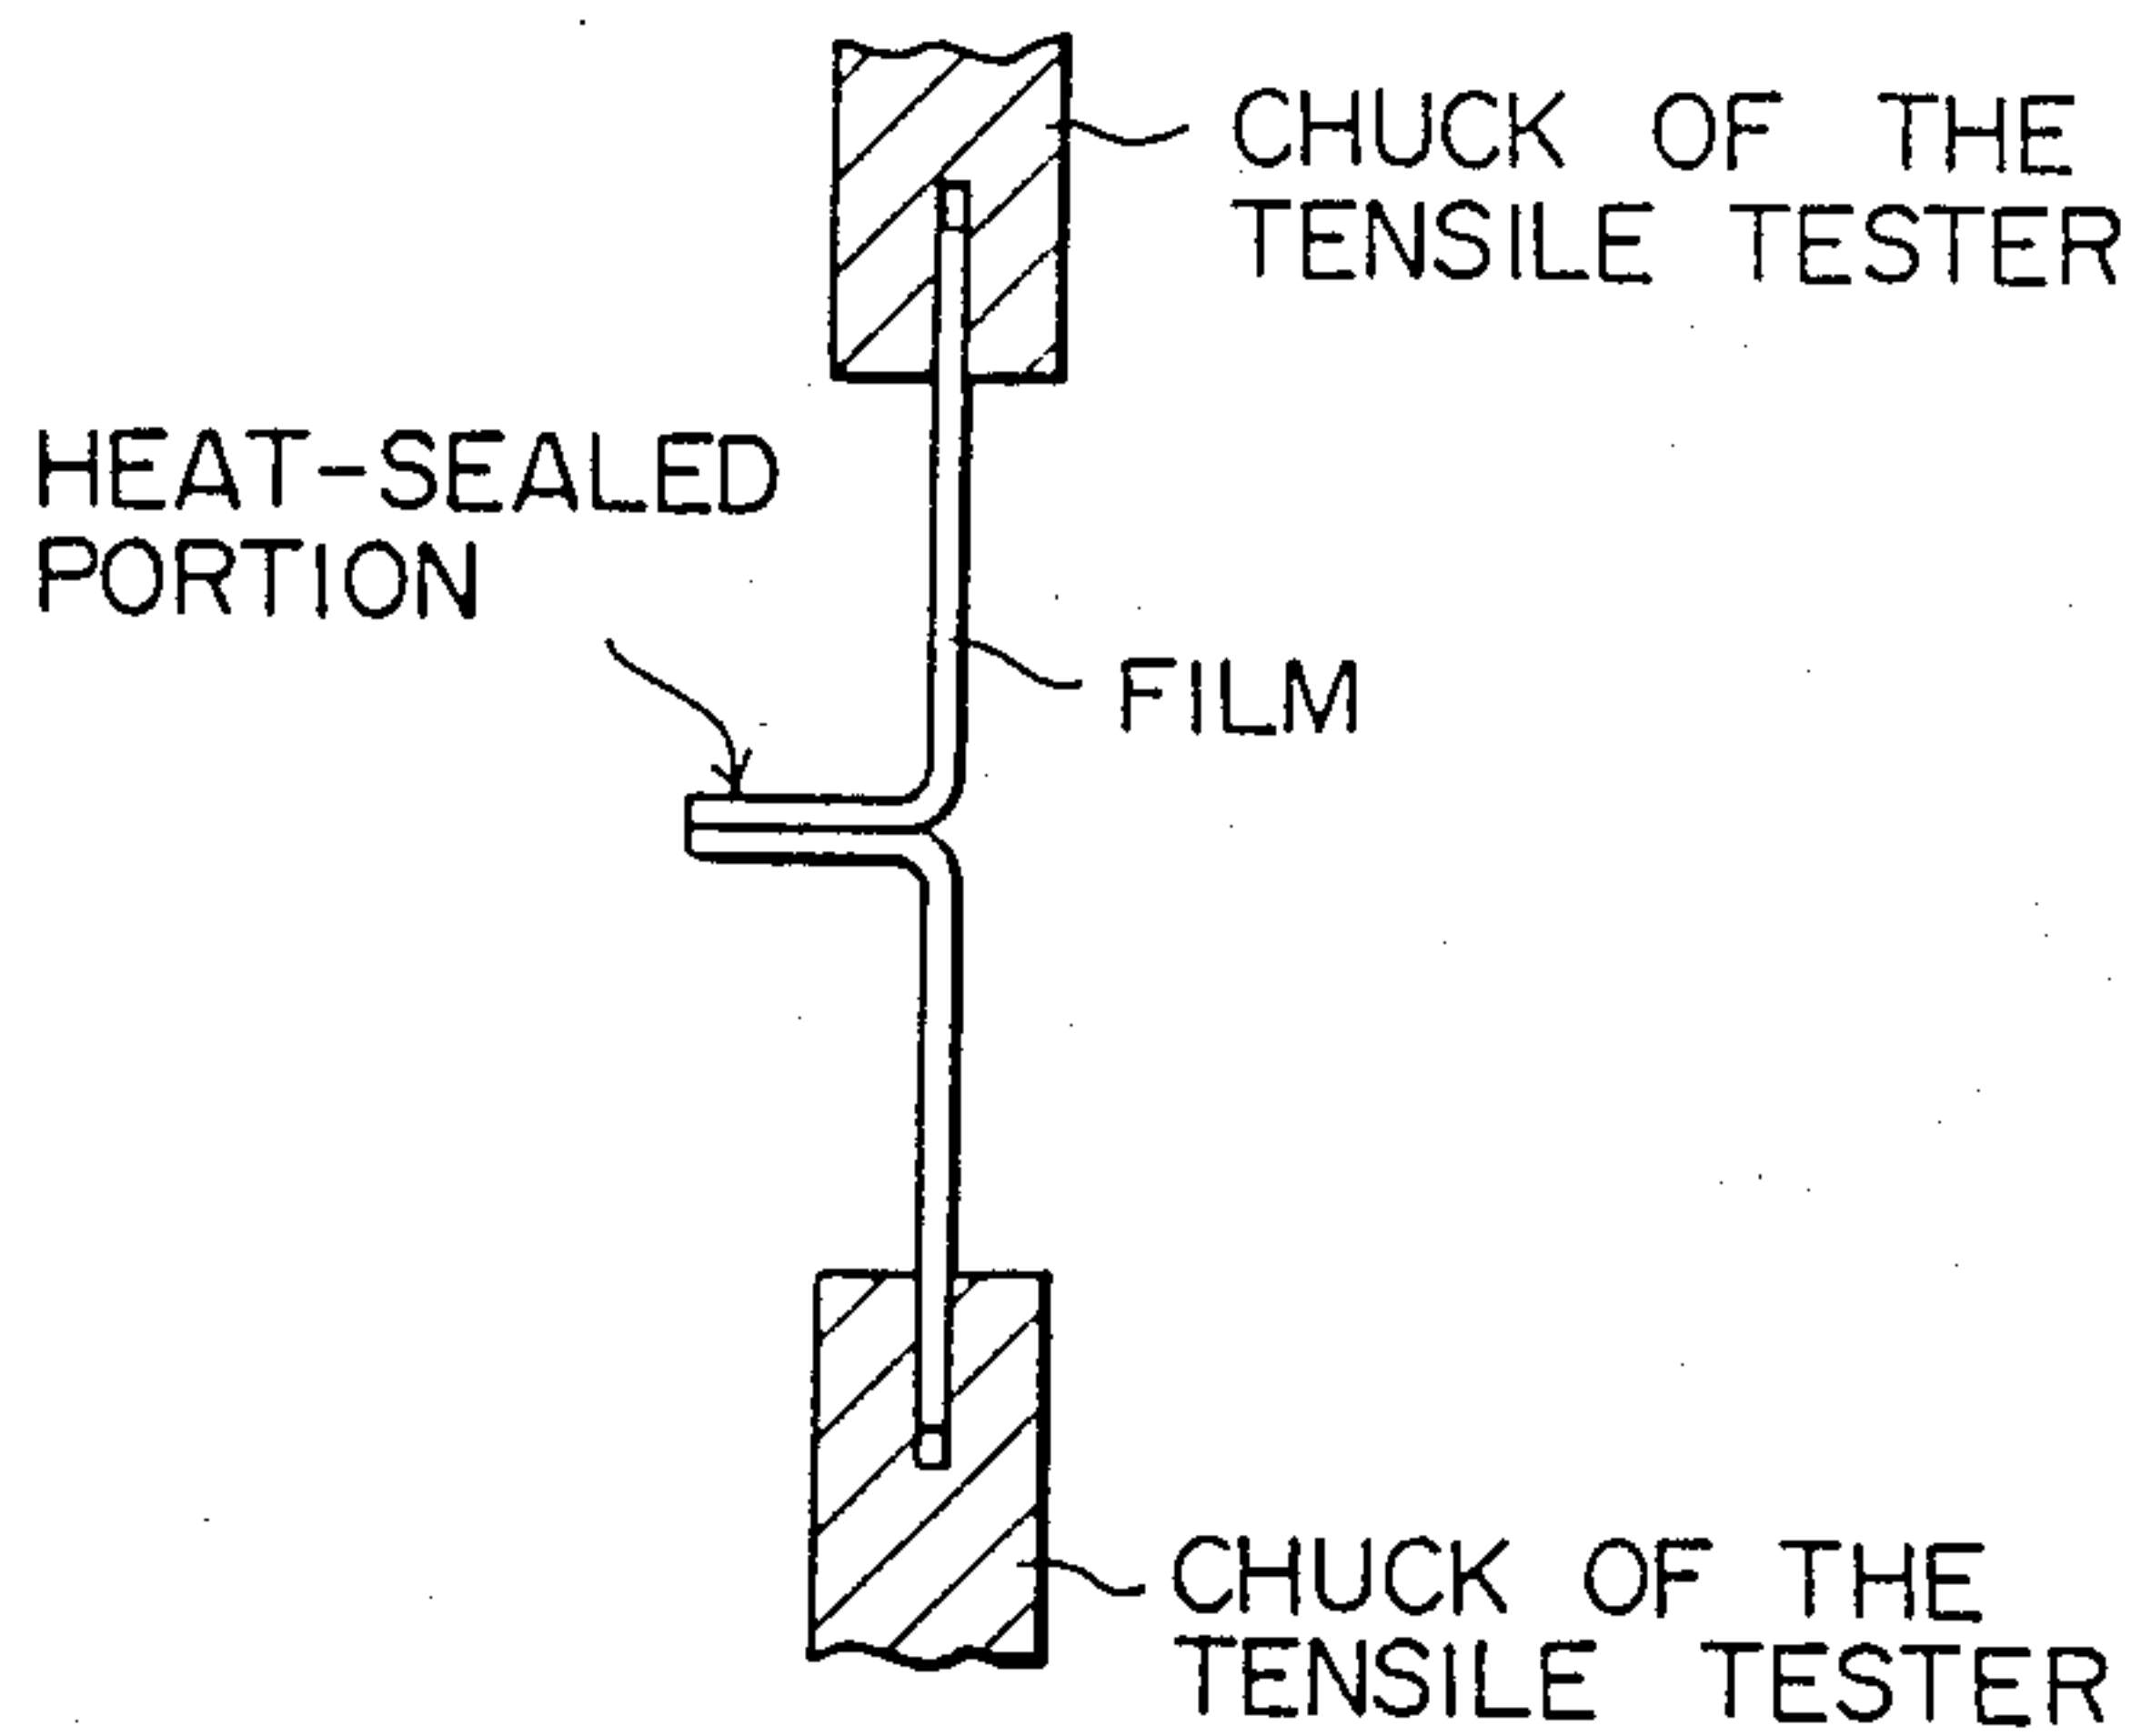 CHUCK OF THE
TENSILE TESTER
HEAT-SEALED
PORTION
FILM
CHUCK OF THE
TENSILE TESTER